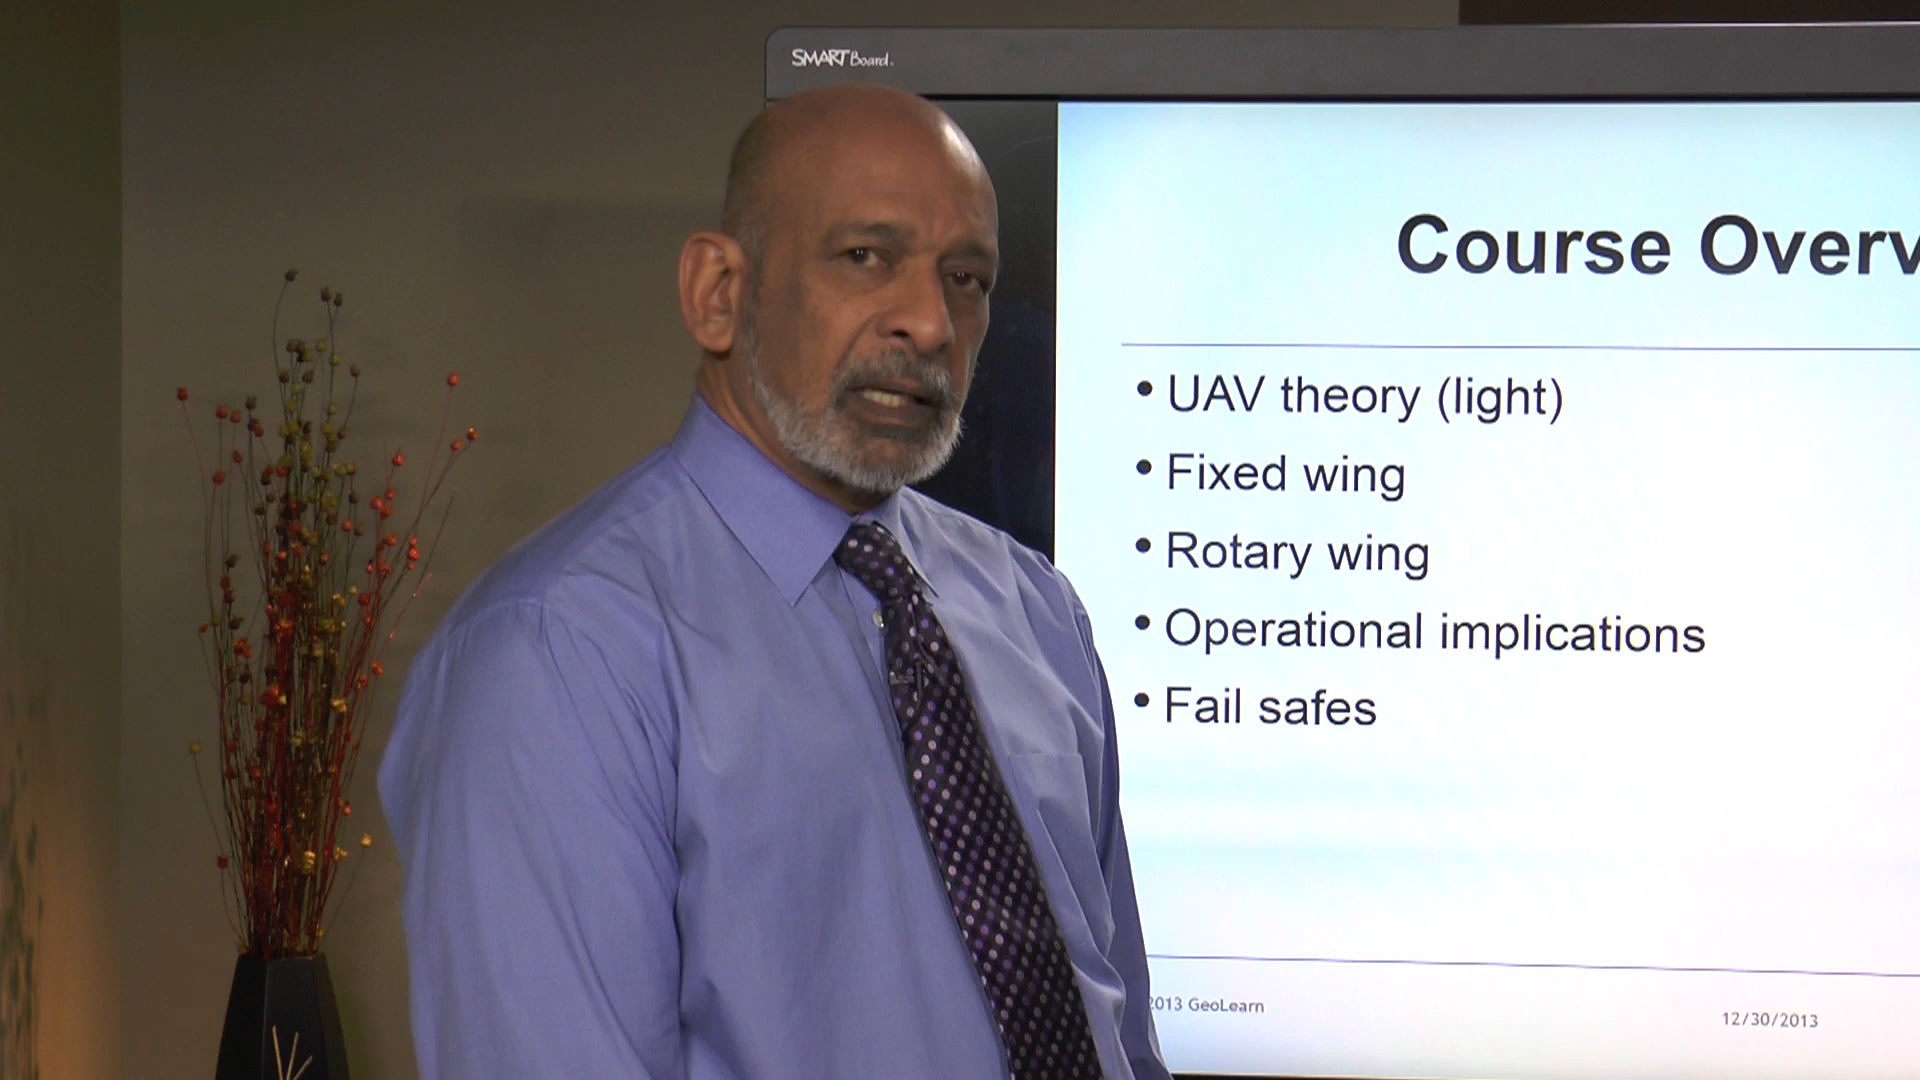 SMART Board
Course Overv
• UAV theory (light)
• Fixed wing
• Rotary wing
• Operational implications
• Fail safes
2013 GeoLearn
12/30/2013